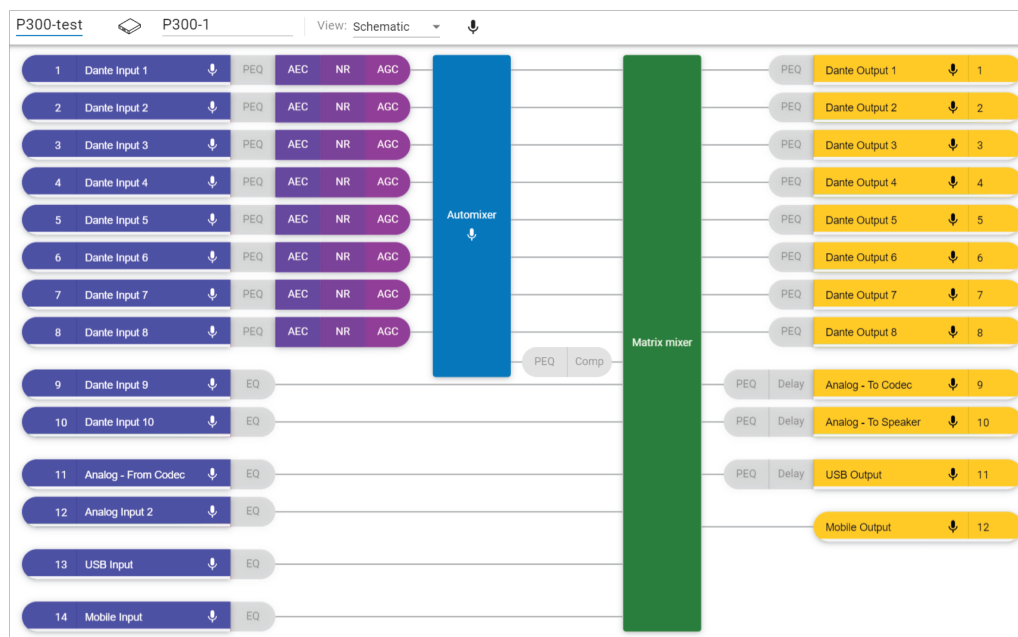 P300-test P300-1 View: Schematic
1 Dante Input 1 PEQ AEC NR AGC PEQ Dante Output 1 1
2 Dante Input 2 PEQ AEC NR AGC PEQ Dante Output 2 2
3 Dante Input 3 PEQ AEC NR AGC PEQ Dante Output 3 3
4 Dante Input 4 PEQ AEC NR AGC PEQ Dante Output 4 4
5 Dante Input 5 PEQ AEC NR AGC Automixer PEQ Dante Output 5 5
6 Dante Input 6 PEQ AEC NR AGC PEQ Dante Output 6 6
7 Dante Input 7 PEQ AEC NR AGC PEQ Dante Output 7 7
8 Dante Input 8 PEQ AEC NR AGC Matrix mixer PEQ Dante Output 8 8
PEQ Comp
9 Dante Input 9 EQ PEQ Delay Analog - To Codec 9
10 Dante Input 10 EQ PEQ Delay Analog - To Speaker 10
11 Analog - From Codec EQ PEQ Delay USB Output 11
12 Analog Input 2 EQ
Mobile Output 12
13 USB Input EQ
14 Mobile Input EQ